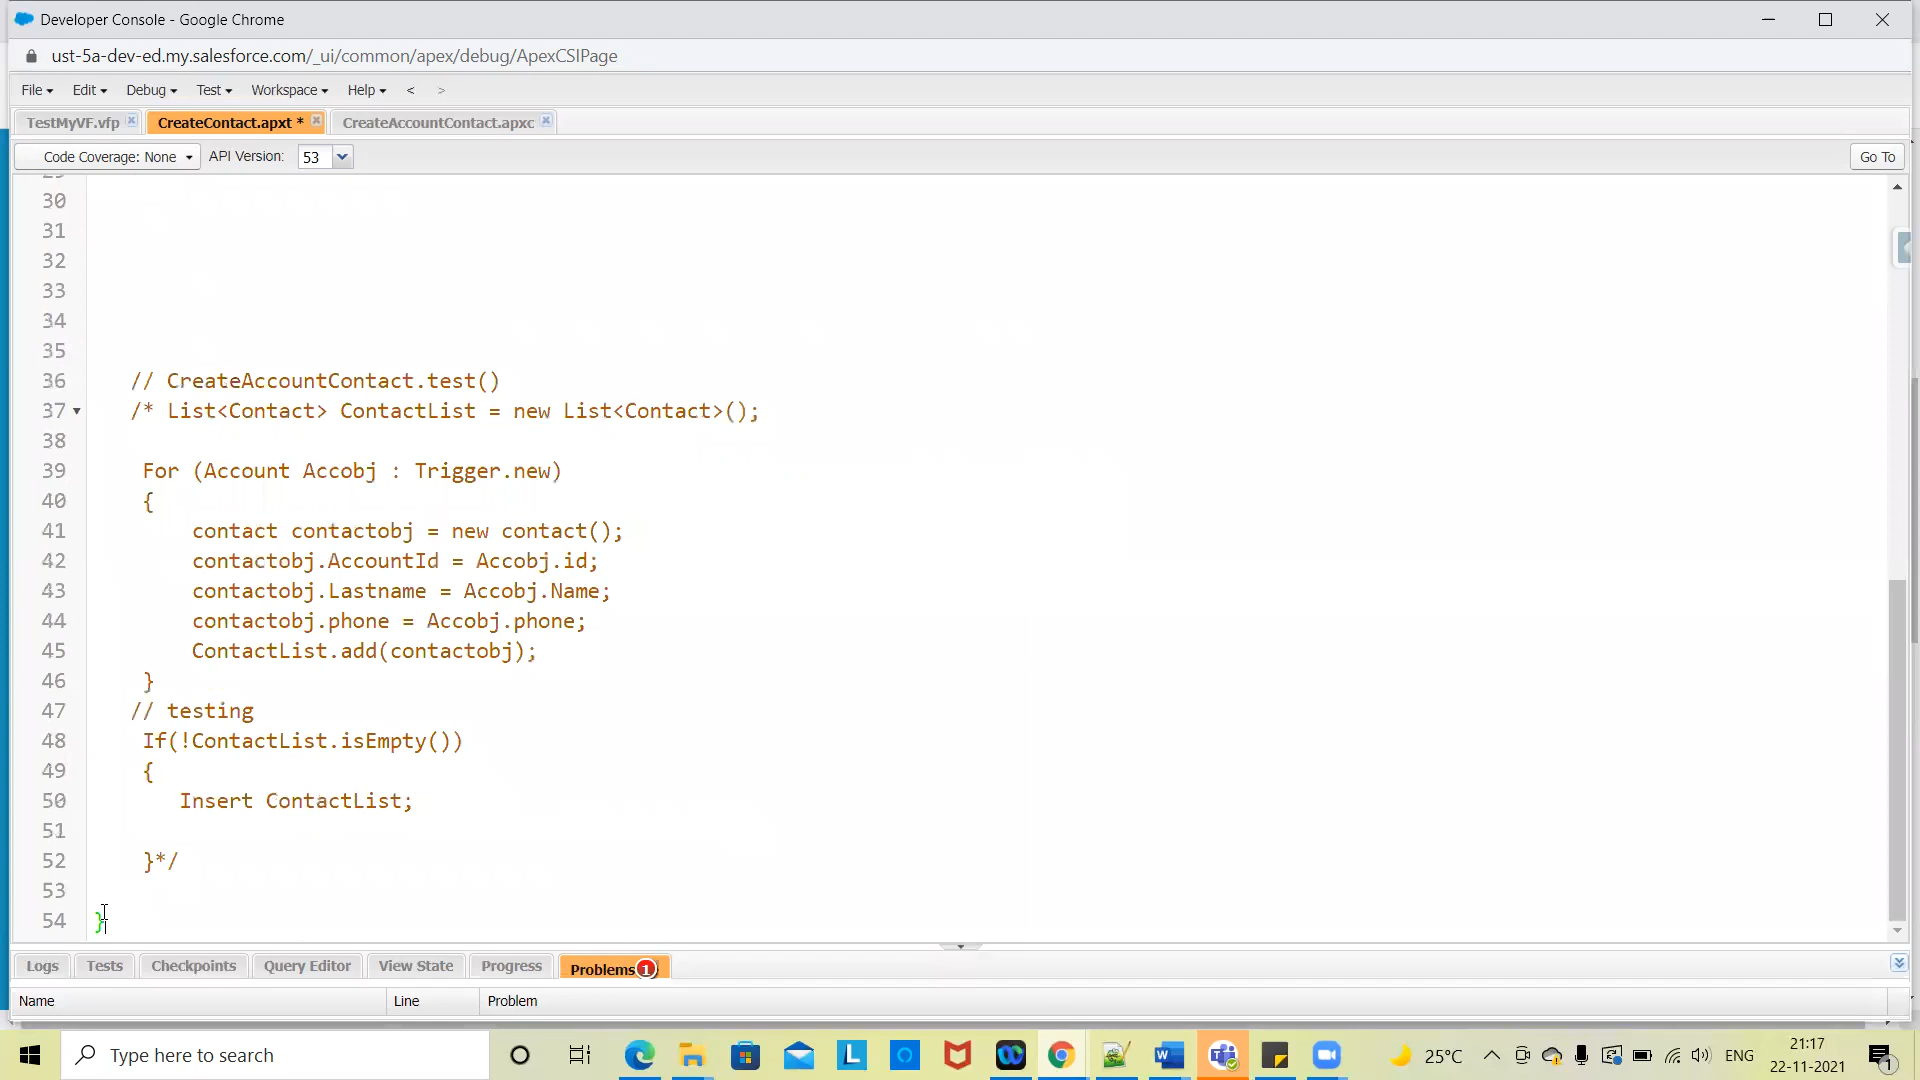 Developer Console - Google Chrome
ust-5a-dev-ed.my.salesforce.com/_ui/common/apex/debug/ApexCSIPage
File Edit Debug Test Workspace Help < >
TestMyVF.vfp CreateContact.apxt * CreateAccountContact.apxc
Code Coverage: None API Version: 53 Go To
29
30
31
32
33
34
35
36 // CreateAccountContact.test()
37 /* List<Contact> ContactList = new List<Contact>();
38
39 For (Account Accobj : Trigger.new)
40 {
41 contact contactobj = new contact();
42 contactobj.AccountId = Accobj.id;
43 contactobj.Lastname = Accobj.Name;
44 contactobj.phone = Accobj.phone;
45 ContactList.add(contactobj);
46 }
47 // testing
48 If(!ContactList.isEmpty())
49 {
50 Insert ContactList;
51
52 }*/
53
54 }
Logs Tests Checkpoints Query Editor View State Progress Problems 1
Name Line Problem
Type here to search
25°C ENG 21:17
22-11-2021 1